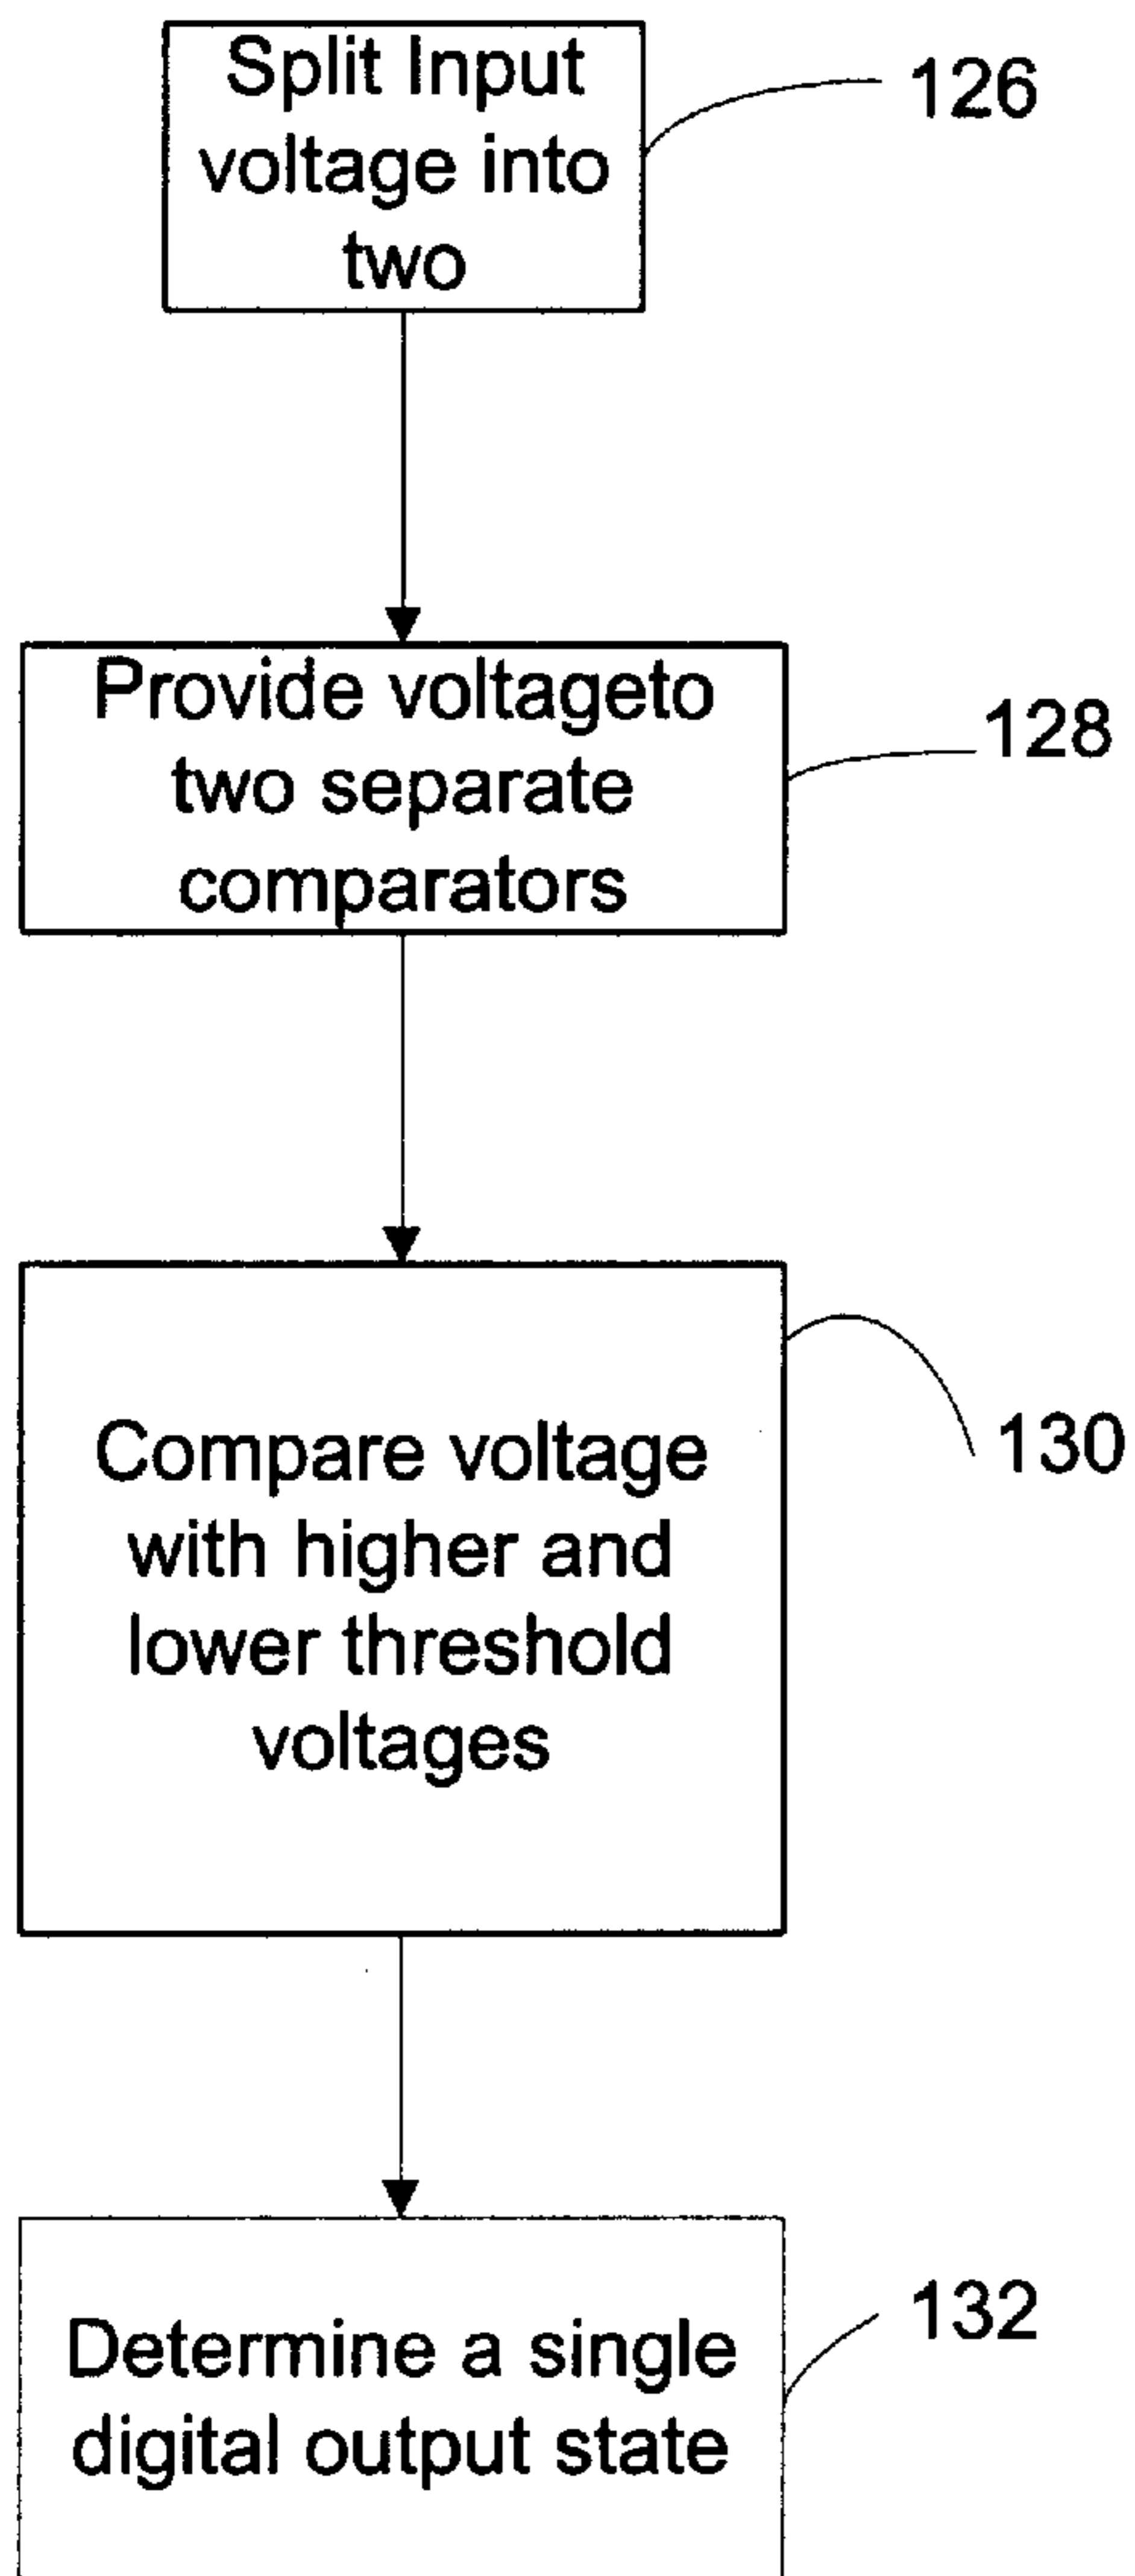 Split Input
voltage into
two
126
Provide voltageto
two separate
comparators
128
Compare voltage
with higher and
lower threshold
voltages
130
Determine a single
digital output state
132